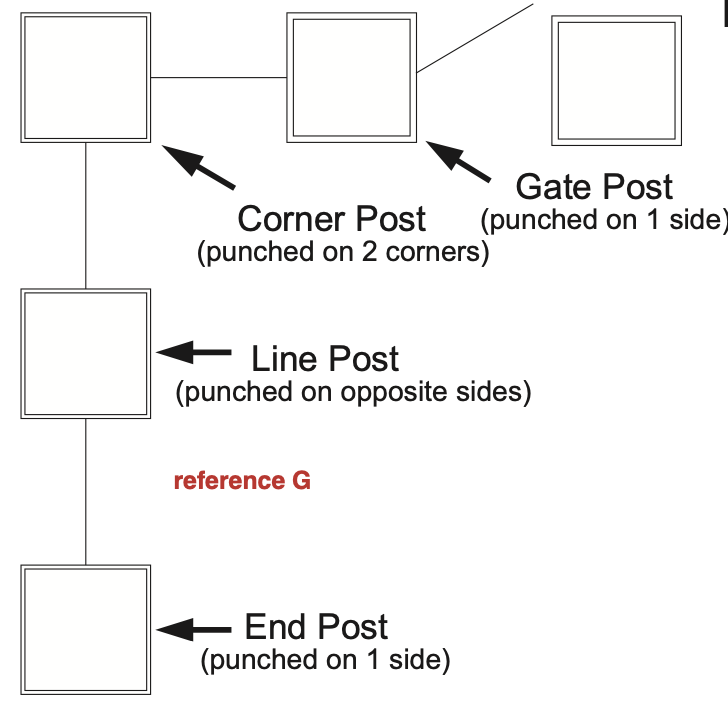 Gate Post
(punched on 1 side)
Corner Post
(punched on 2 corners)
Line Post
(punched on opposite sides)
reference G
End Post
(punched on 1 side)